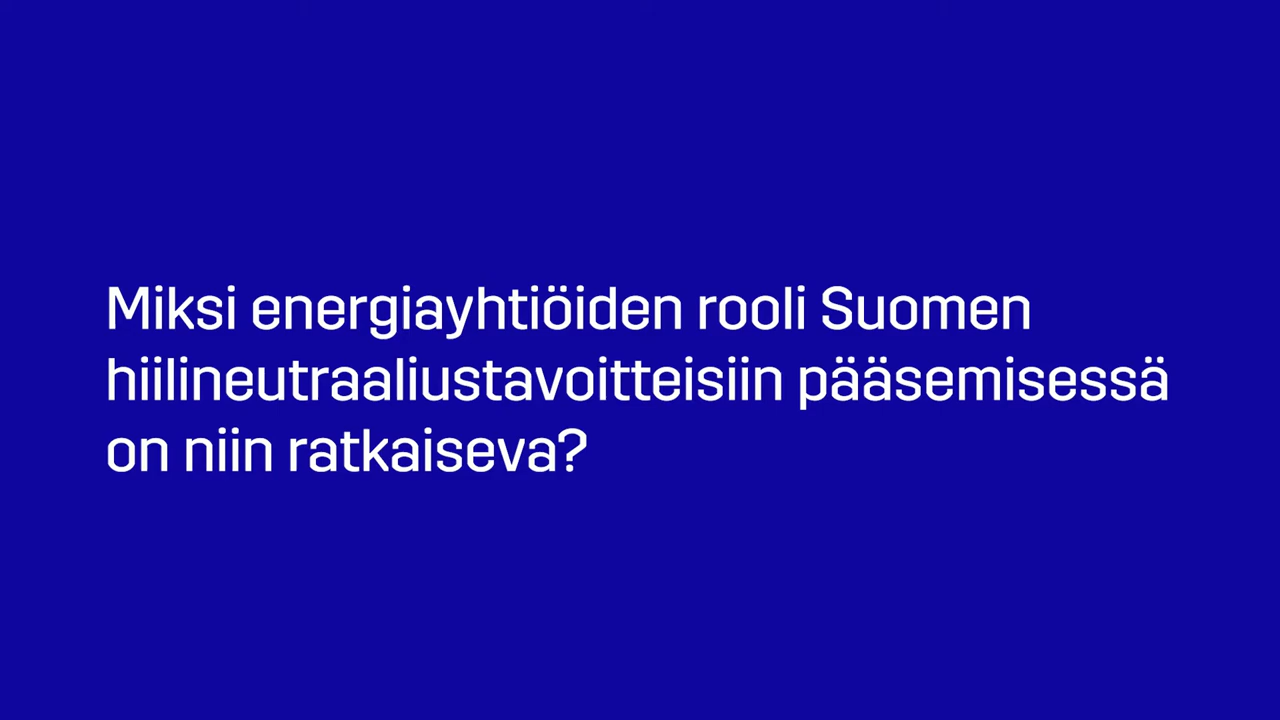 Miksi energiayhtiöiden rooli Suomen
hiilineutraaliustavoitteisiin pääsemisessä
on niin ratkaiseva?